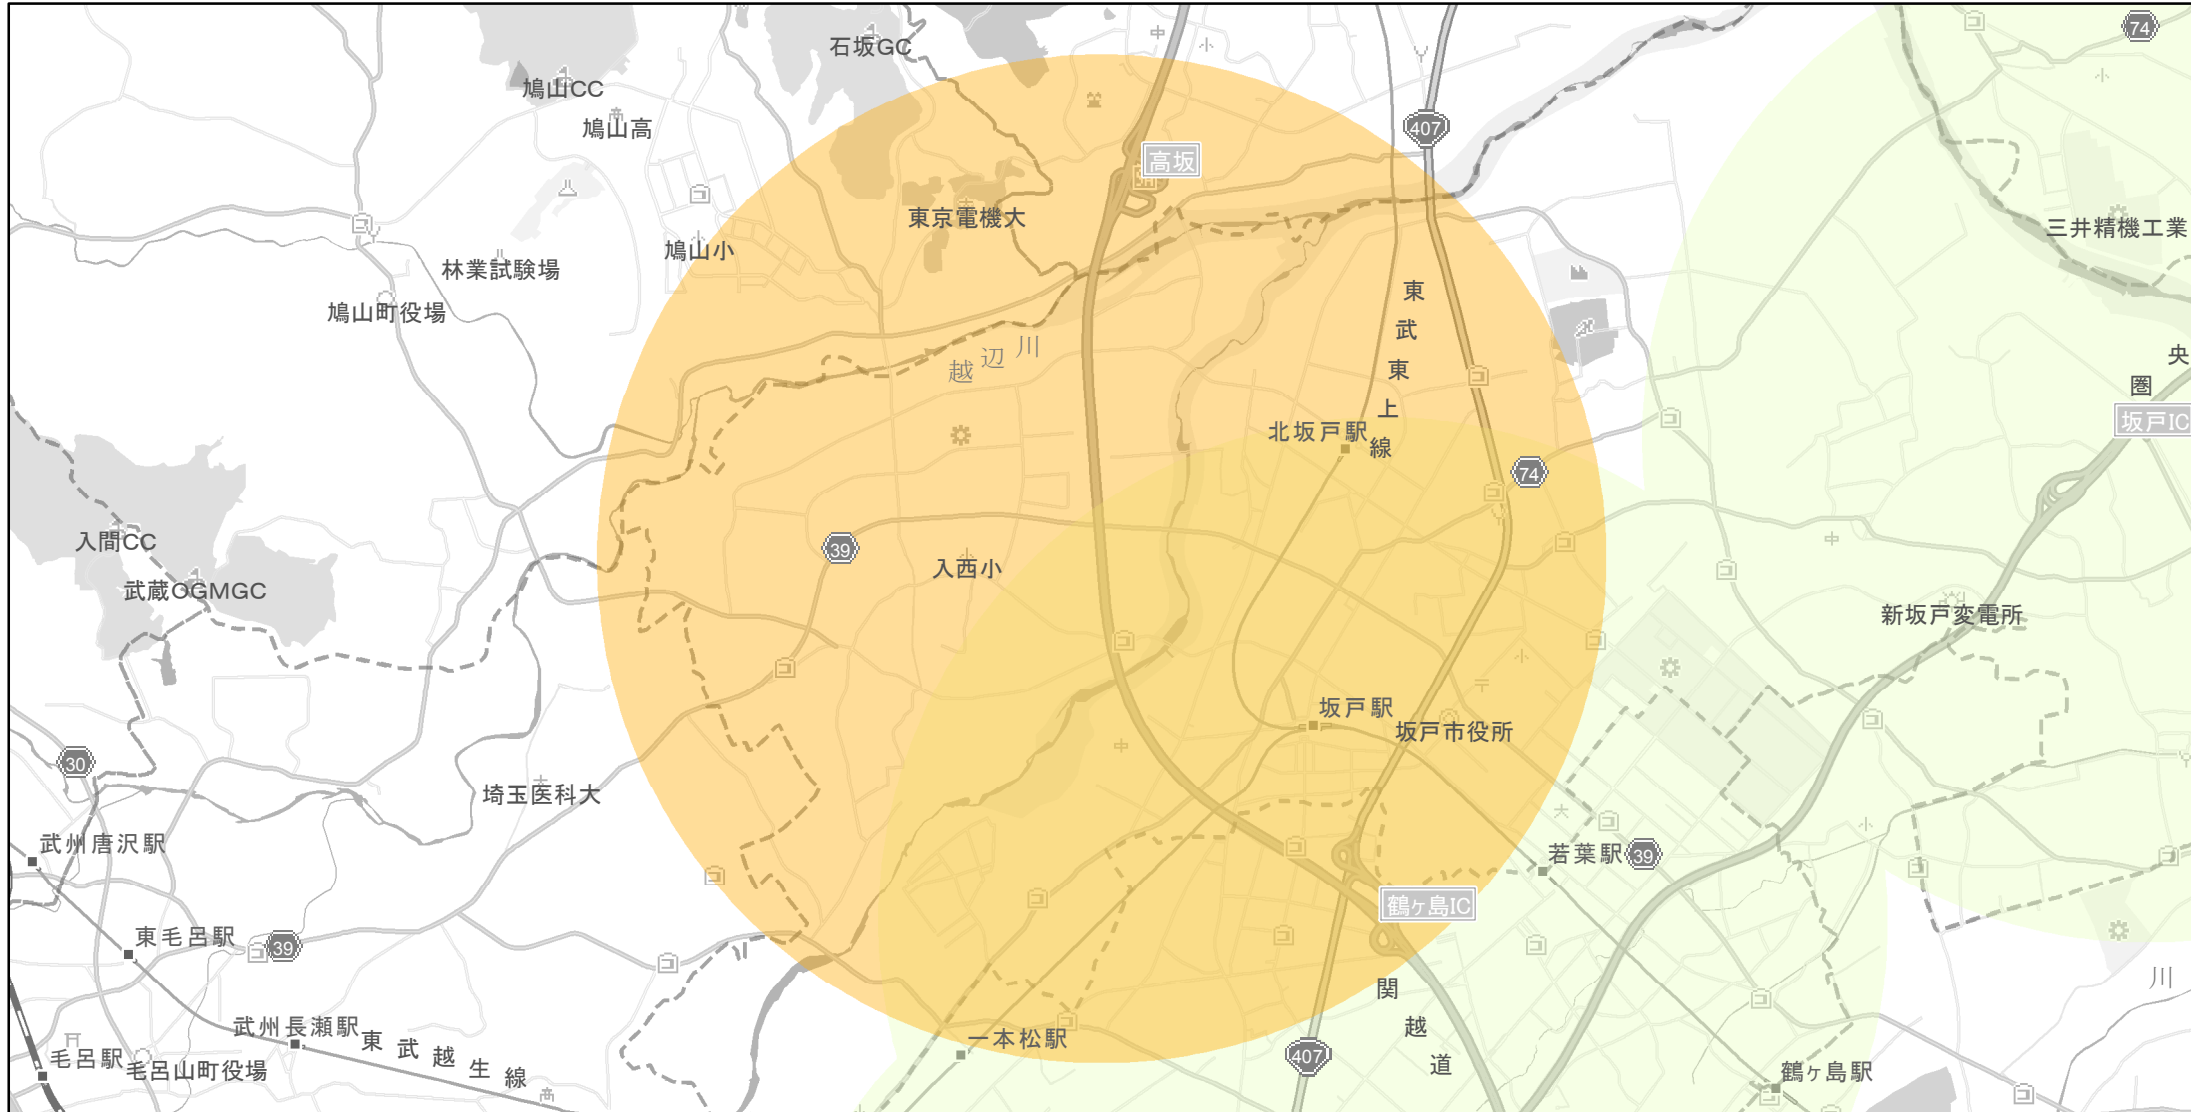 石坂GC
74
鳩山CC
鳩山高
407
高坂
東京電機大
三井精機工業
鳩山小
林業試験場
鳩山町役場
東武東上線
越辺川
圏央
坂戸IC
北坂戸駅
74
入間CC
39
入西小
武蔵OGMGC
新坂戸変電所
坂戸駅
坂戸市役所
30
埼玉医科大
武州唐沢駅
若葉駅
39
鶴ヶ島IC
東毛呂駅
39
川
関越道
武州長瀬駅
東武越生線
一本松駅
407
毛呂駅
毛呂山町役場
鶴ヶ島駅